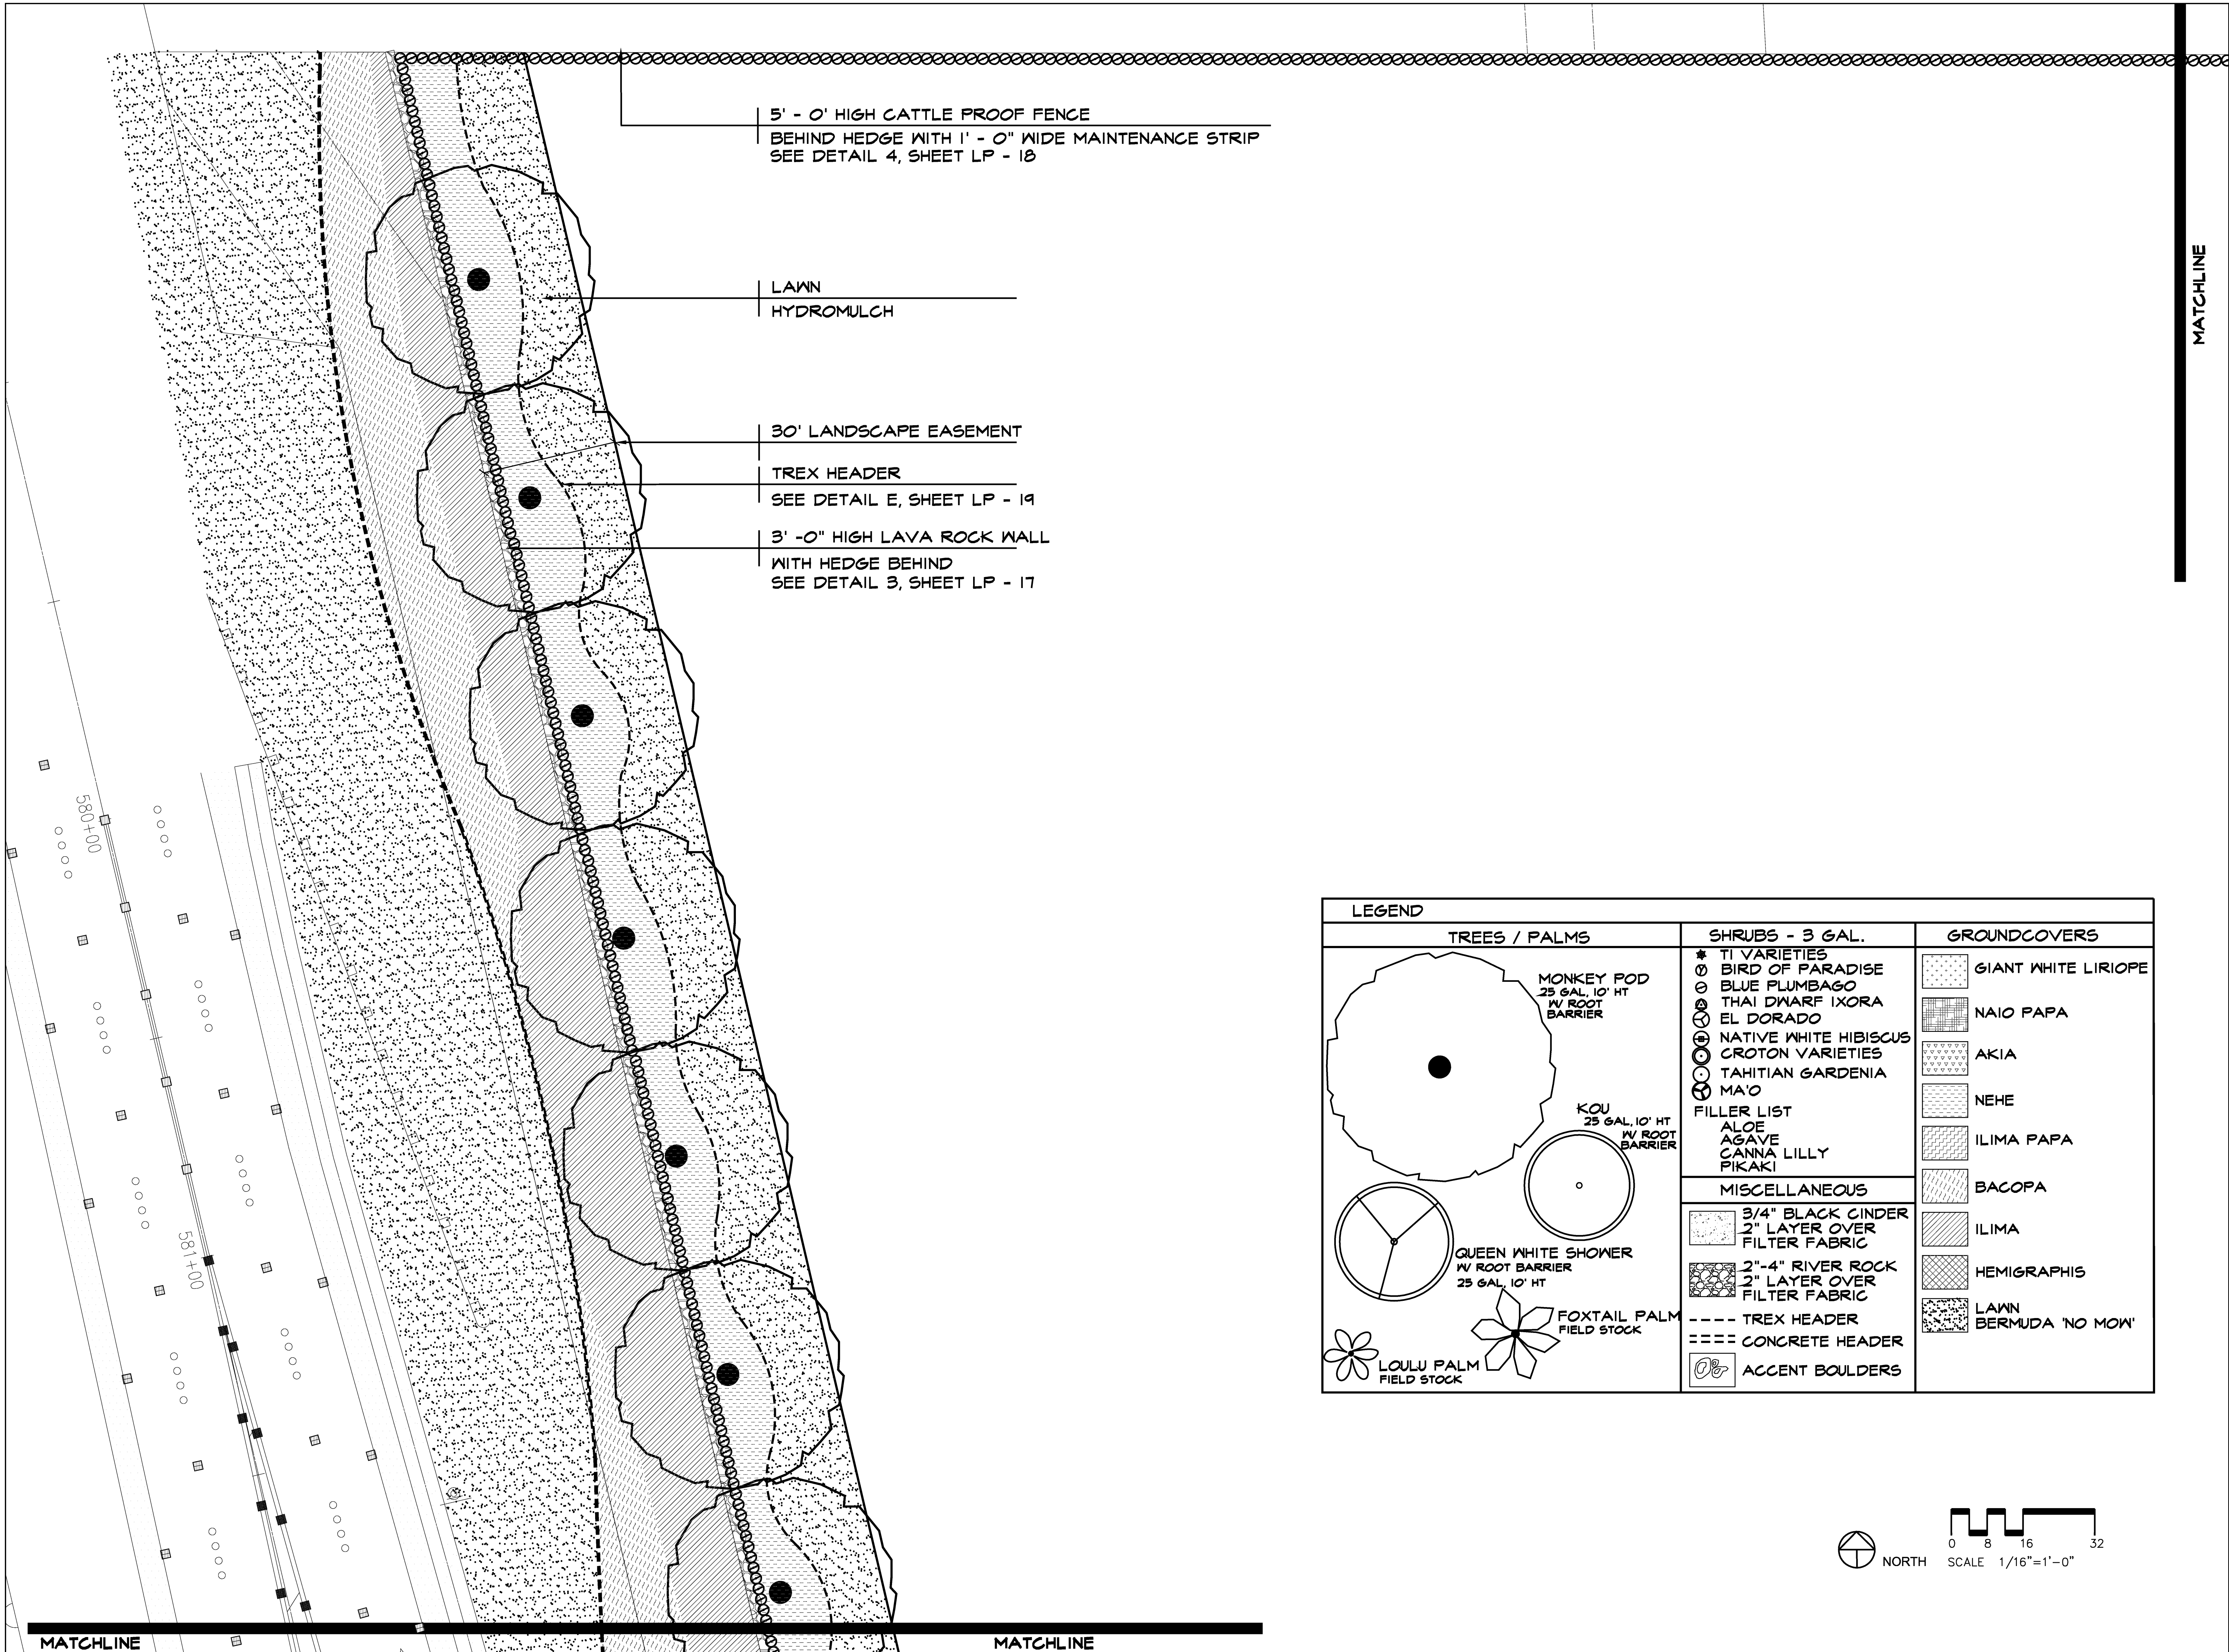 5' - 0' HIGH CATTLE PROOF FENCE
BEHIND HEDGE WITH 1' - 0" WIDE MAINTENANCE STRIP
SEE DETAIL 4, SHEET LP - 18
LAWN
HYDROMULCH
30' LANDSCAPE EASEMENT
TREX HEADER
SEE DETAIL E, SHEET LP - 19
3' -0" HIGH LAVA ROCK WALL
WITH HEDGE BEHIND
SEE DETAIL 3, SHEET LP - 17
MATCHLINE
580+00
581+00
LEGEND
TREES / PALMS
MONKEY POD
25 GAL, 10' HT
W/ ROOT
BARRIER
KOU
25 GAL, 10' HT
W/ ROOT
BARRIER
QUEEN WHITE SHOWER
W/ ROOT BARRIER
25 GAL, 10' HT
FOXTAIL PALM
FIELD STOCK
LOULU PALM
FIELD STOCK
SHRUBS - 3 GAL.
TI VARIETIES
BIRD OF PARADISE
BLUE PLUMBAGO
THAI DWARF IXORA
EL DORADO
NATIVE WHITE HIBISCUS
CROTON VARIETIES
TAHITIAN GARDENIA
MA'O
FILLER LIST
ALOE
AGAVE
CANNA LILLY
PIKAKI
MISCELLANEOUS
3/4" BLACK CINDER
2" LAYER OVER
FILTER FABRIC
2"-4" RIVER ROCK
2" LAYER OVER
FILTER FABRIC
TREX HEADER
CONCRETE HEADER
ACCENT BOULDERS
GROUNDCOVERS
GIANT WHITE LIRIOPE
NAIO PAPA
AKIA
NEHE
ILIMA PAPA
BACOPA
ILIMA
HEMIGRAPHIS
LAWN
BERMUDA 'NO MOW'
NORTH
0 8 16 32
SCALE 1/16"=1'-0"
MATCHLINE
MATCHLINE